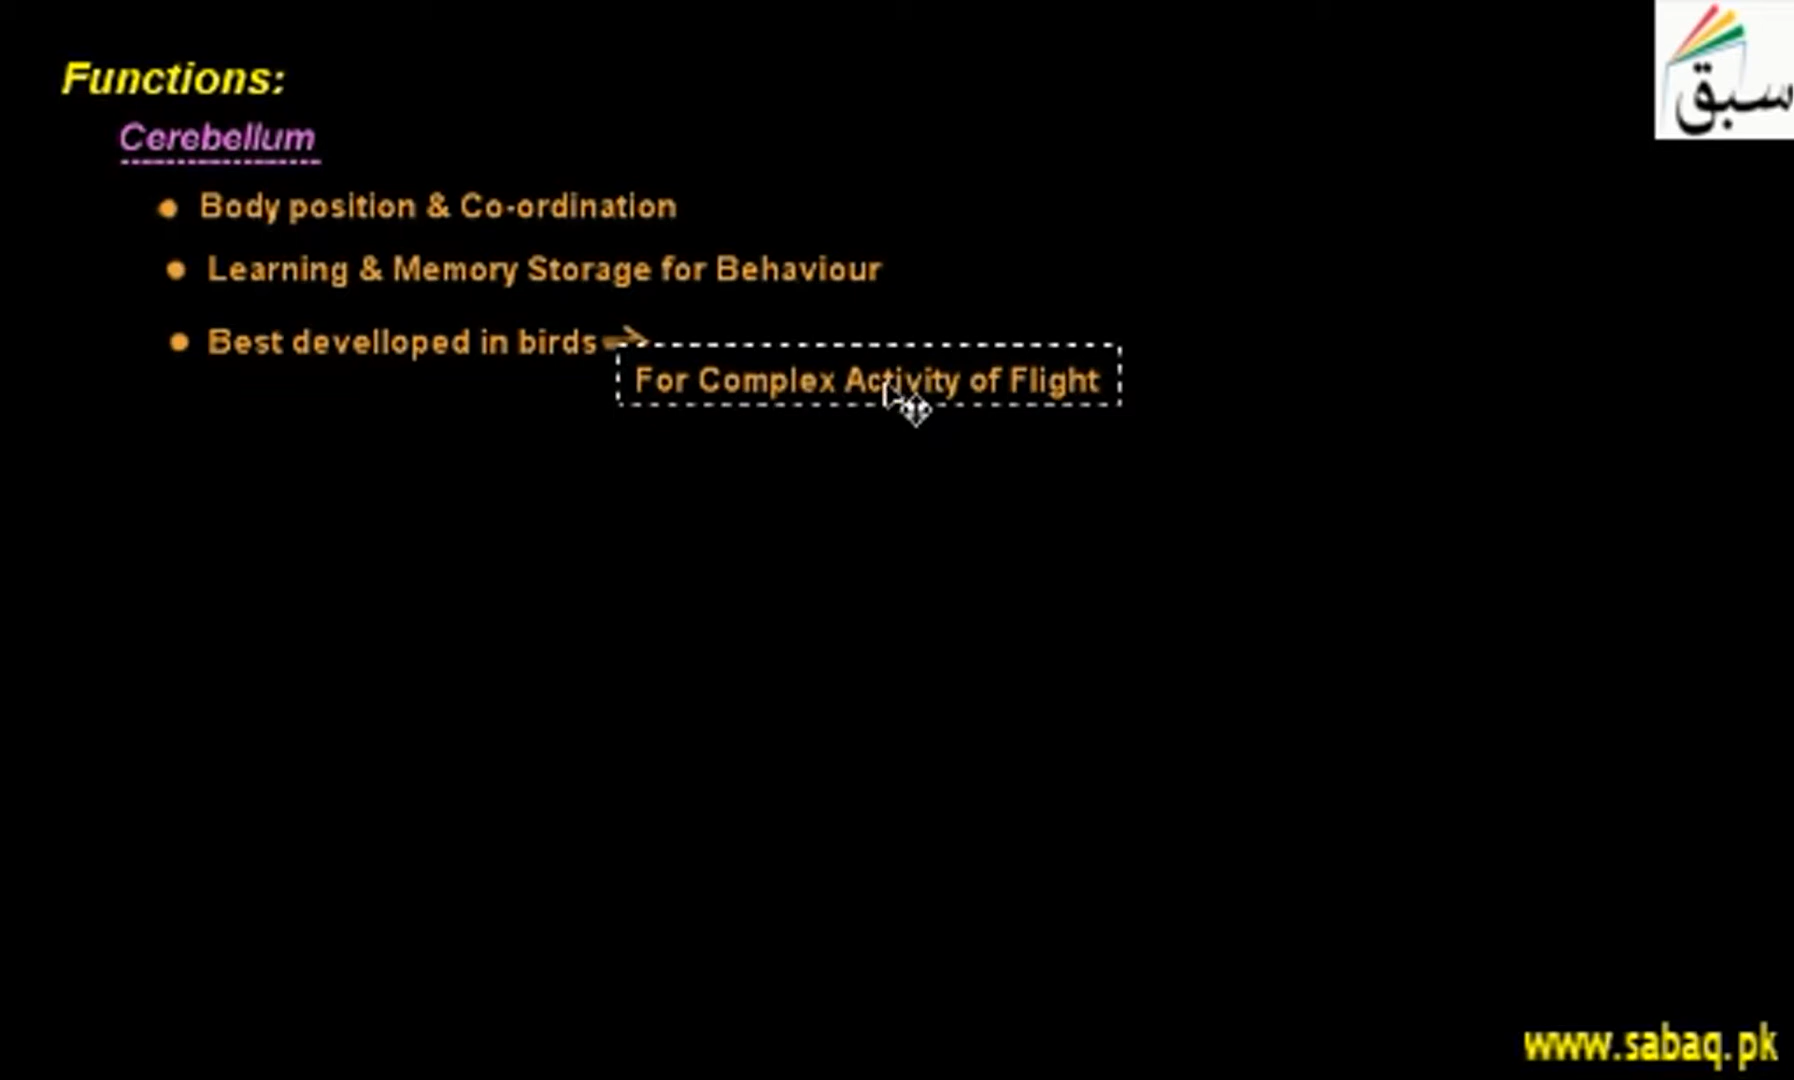 سبق
Functions:
Cerebellum
● Body position & Co-ordination
● Learning & Memory Storage for Behaviour
● Best develloped in birds →
For Complex Activity of Flight
www.sabaq.pk